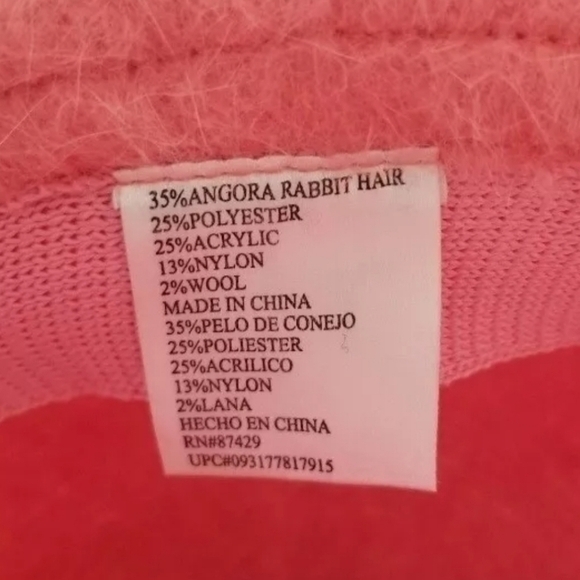 35%ANGORA RABBIT HAIR
25%POLYESTER
25%ACRYLIC
13%NYLON
2%WOOL
MADE IN CHINA
35%PELO DE CONEJO
25%POLIESTER
25%ACRILICO
13%NYLON
2%LANA
HECHO EN CHINA
RN#87429
UPC#093177817915